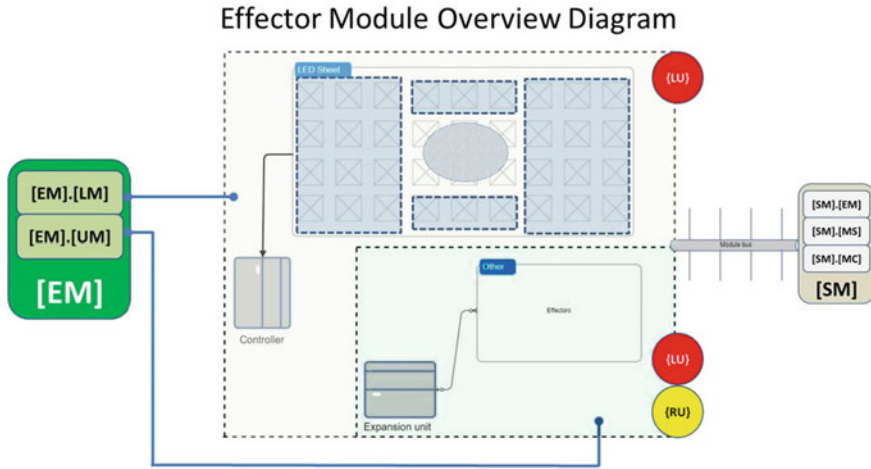 Effector Module Overview Diagram
LED Sheet
{LU}
[EM].[LM]
[EM].[UM]
[EM]
Controller
Other
Effectors
Expansion unit
Module bus
[SM].[EM]
[SM].[MS]
[SM].[MC]
[SM]
{LU}
{RU}